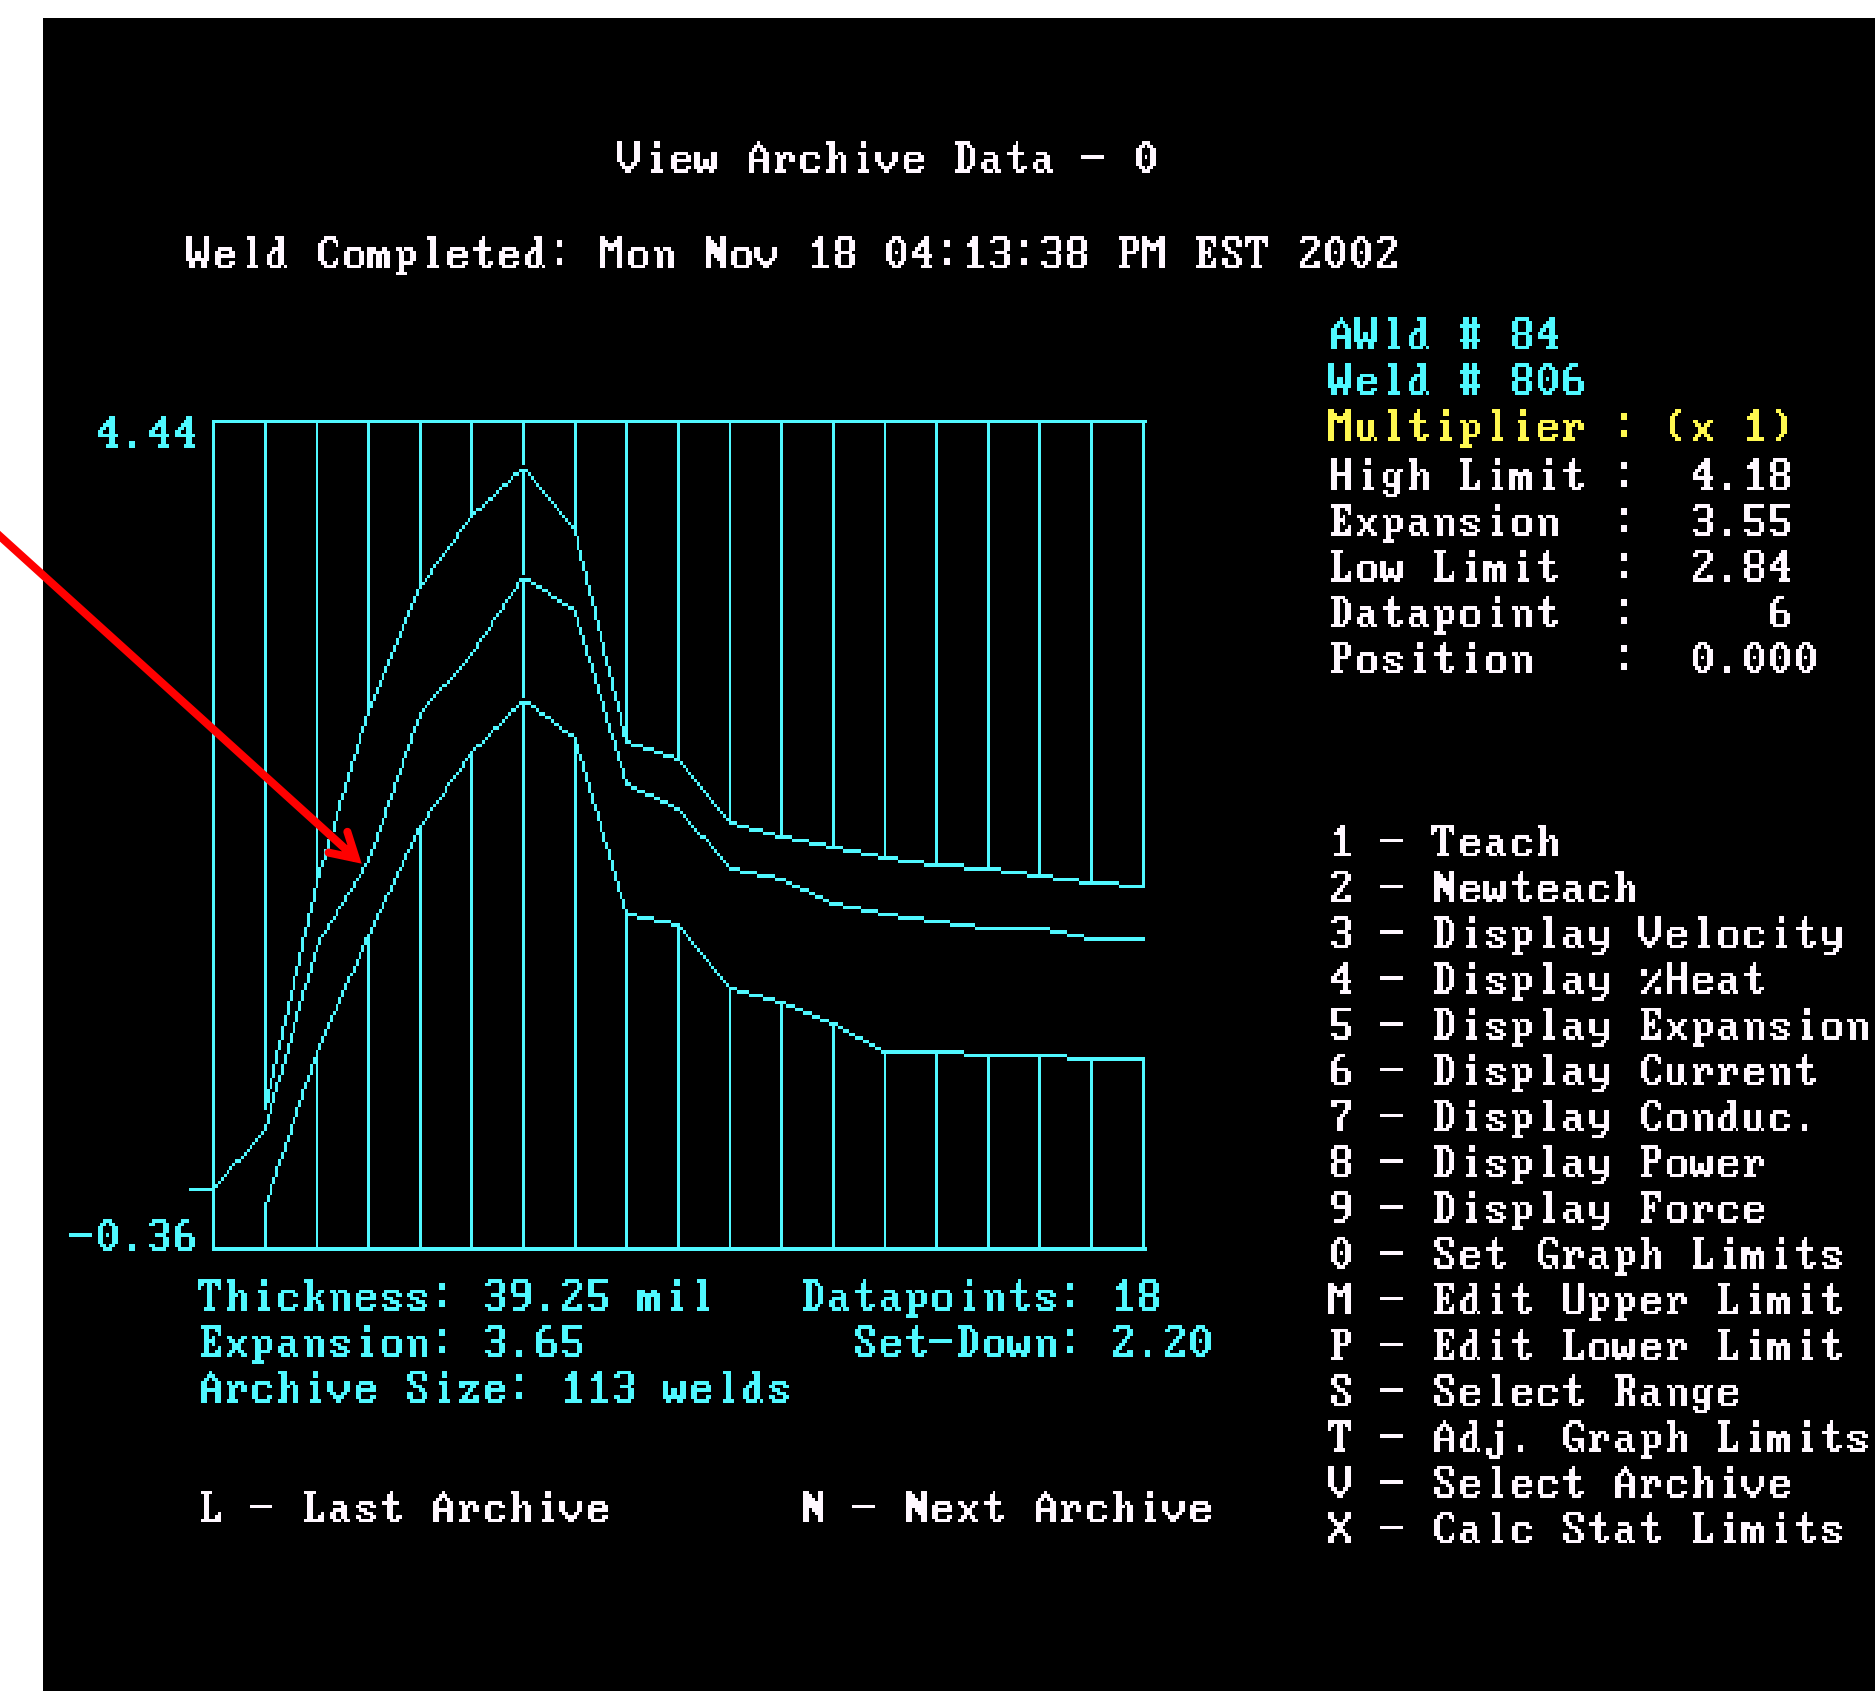 View Archive Data - 0
Weld Completed: Mon Nov 18 04:13:38 PM EST 2002
AWld # 84
Weld # 806
Multiplier : (x 1)
High Limit : 4.18
Expansion : 3.55
Low Limit : 2.84
Datapoint : 6
Position : 0.000
4.44
-0.36
Thickness: 39.25 mil Datapoints: 18
Expansion: 3.65 Set-Down: 2.20
Archive Size: 113 welds
L - Last Archive N - Next Archive
1 - Teach
2 - Newteach
3 - Display Velocity
4 - Display %Heat
5 - Display Expansion
6 - Display Current
7 - Display Conduc.
8 - Display Power
9 - Display Force
0 - Set Graph Limits
M - Edit Upper Limit
P - Edit Lower Limit
S - Select Range
T - Adj. Graph Limits
V - Select Archive
X - Calc Stat Limits